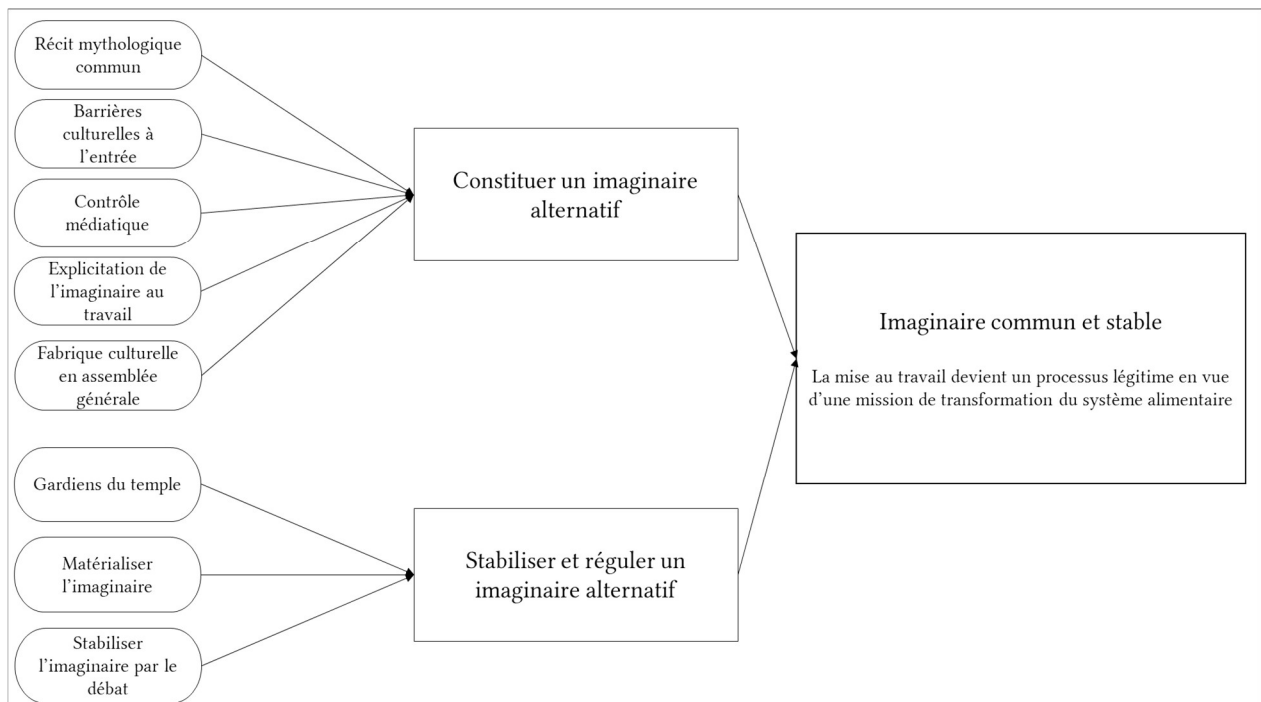 Récit mythologique
commun
Barrières
culturelles à
l'entrée
Contrôle
médiatique
Explicitation de
l'imaginaire au
travail
Fabrique culturelle
en assemblée
générale
Gardiens du temple
Matérialiser
l'imaginaire
Stabiliser
l'imaginaire par le
débat
Constituer un imaginaire
alternatif
Stabiliser et réguler un
imaginaire alternatif
Imaginaire commun et stable
La mise au travail devient un processus légitime en vue
d'une mission de transformation du système alimentaire